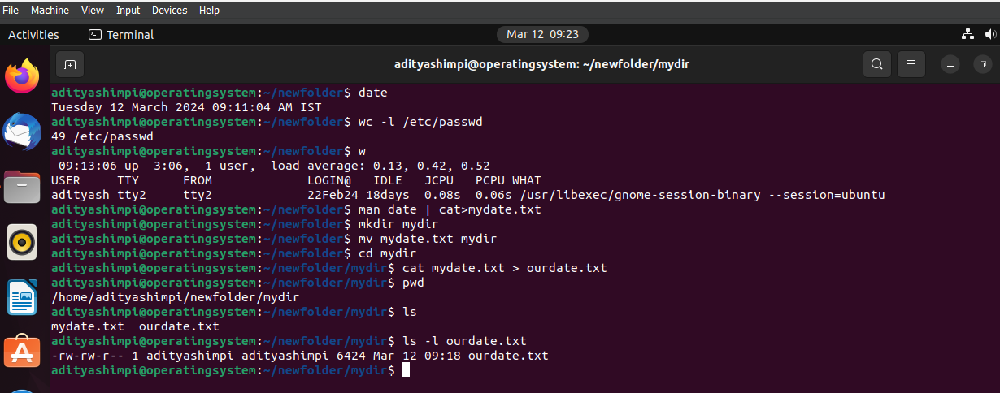 File Machine View Input Devices Help
Activities Terminal Mar 12 09:23
adityashimpi@operatingsystem: ~/newfolder/mydir
adityashimpi@operatingsystem:~/newfolder$ date
Tuesday 12 March 2024 09:11:04 AM IST
adityashimpi@operatingsystem:~/newfolder$ wc -l /etc/passwd
49 /etc/passwd
adityashimpi@operatingsystem:~/newfolder$ w
 09:13:06 up  3:06,  1 user,  load average: 0.13, 0.42, 0.52
USER     TTY      FROM             LOGIN@   IDLE   JCPU   PCPU WHAT
adityash tty2     tty2             22Feb24 18days  0.08s  0.06s /usr/libexec/gnome-session-binary --session=ubuntu
adityashimpi@operatingsystem:~/newfolder$ man date | cat>mydate.txt
adityashimpi@operatingsystem:~/newfolder$ mkdir mydir
adityashimpi@operatingsystem:~/newfolder$ mv mydate.txt mydir
adityashimpi@operatingsystem:~/newfolder$ cd mydir
adityashimpi@operatingsystem:~/newfolder/mydir$ cat mydate.txt > ourdate.txt
adityashimpi@operatingsystem:~/newfolder/mydir$ pwd
/home/adityashimpi/newfolder/mydir
adityashimpi@operatingsystem:~/newfolder/mydir$ ls
mydate.txt  ourdate.txt
adityashimpi@operatingsystem:~/newfolder/mydir$ ls -l ourdate.txt
-rw-rw-r-- 1 adityashimpi adityashimpi 6424 Mar 12 09:18 ourdate.txt
adityashimpi@operatingsystem:~/newfolder/mydir$